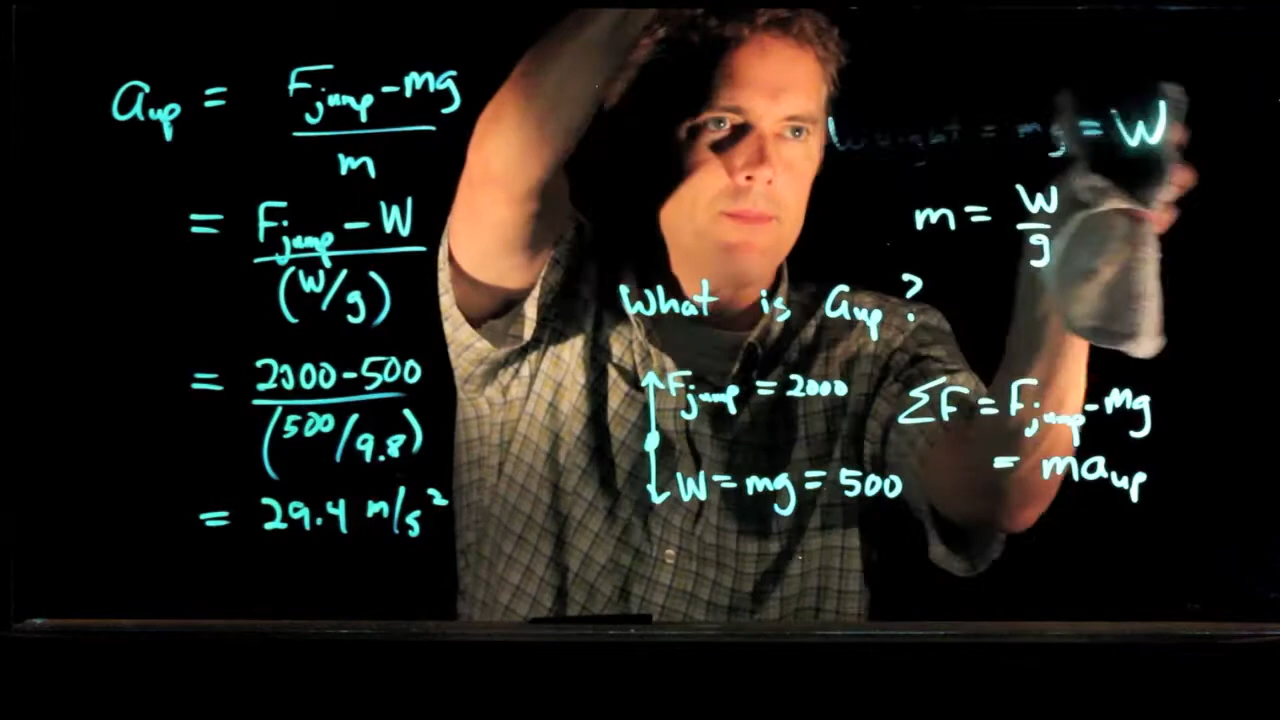 a_up = F_jump - mg / m
= F_jump - W / (W/g)
= 2000 - 500 / (500/9.8)
= 29.4 m/s²
Weight = mg = W
m = W / g
What is a_up ?
F_jump = 2000
W = mg = 500
ΣF = F_jump - mg
= ma_up